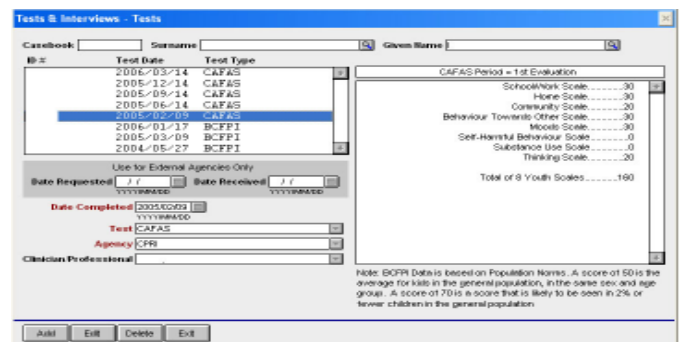 Tests & Interviews - Tests
Casebook Surname Given Name
ID # Test Date Test Type
2006/03/14 CAFAS
2005/12/14 CAFAS
2005/09/14 CAFAS
2005/06/14 CAFAS
2005/02/09 CAFAS
2006/01/17 BCFPI
2005/03/09 BCFPI
2004/05/27 BCFPI
CAFAS Period = 1st Evaluation
School/Work Scale........30
Home Scale........30
Community Scale........20
Behaviour Towards Other Scale........30
Moods Scale........30
Self-Harmful Behaviour Scale........0
Substance Use Scale........0
Thinking Scale........20
Total of 8 Youth Scales........160
Use for External Agencies Only
Date Requested / / Date Received / /
YYYY/MM/DD YYYY/MM/DD
Date Completed 2005/02/09
YYYY/MM/DD
Test CAFAS
Agency CPRI
Clinician/Professional
Note: BCFPI Data is based on Population Norms. A score of 50 is the
average for kids in the general population, in the same sex and age
group. A score of 70 is a score that is likely to be seen in 2% or
fewer children in the general population
Add Edit Delete Exit